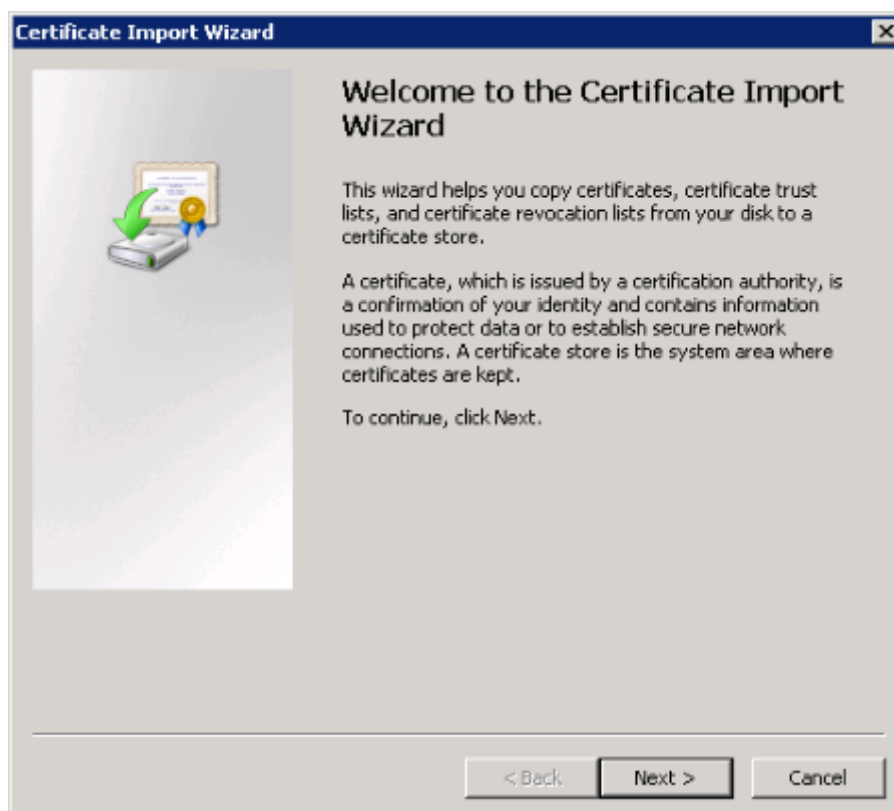 Certificate Import Wizard
Welcome to the Certificate Import
Wizard
This wizard helps you copy certificates, certificate trust
lists, and certificate revocation lists from your disk to a
certificate store.
A certificate, which is issued by a certification authority, is
a confirmation of your identity and contains information
used to protect data or to establish secure network
connections. A certificate store is the system area where
certificates are kept.
To continue, click Next.
< Back
Next >
Cancel